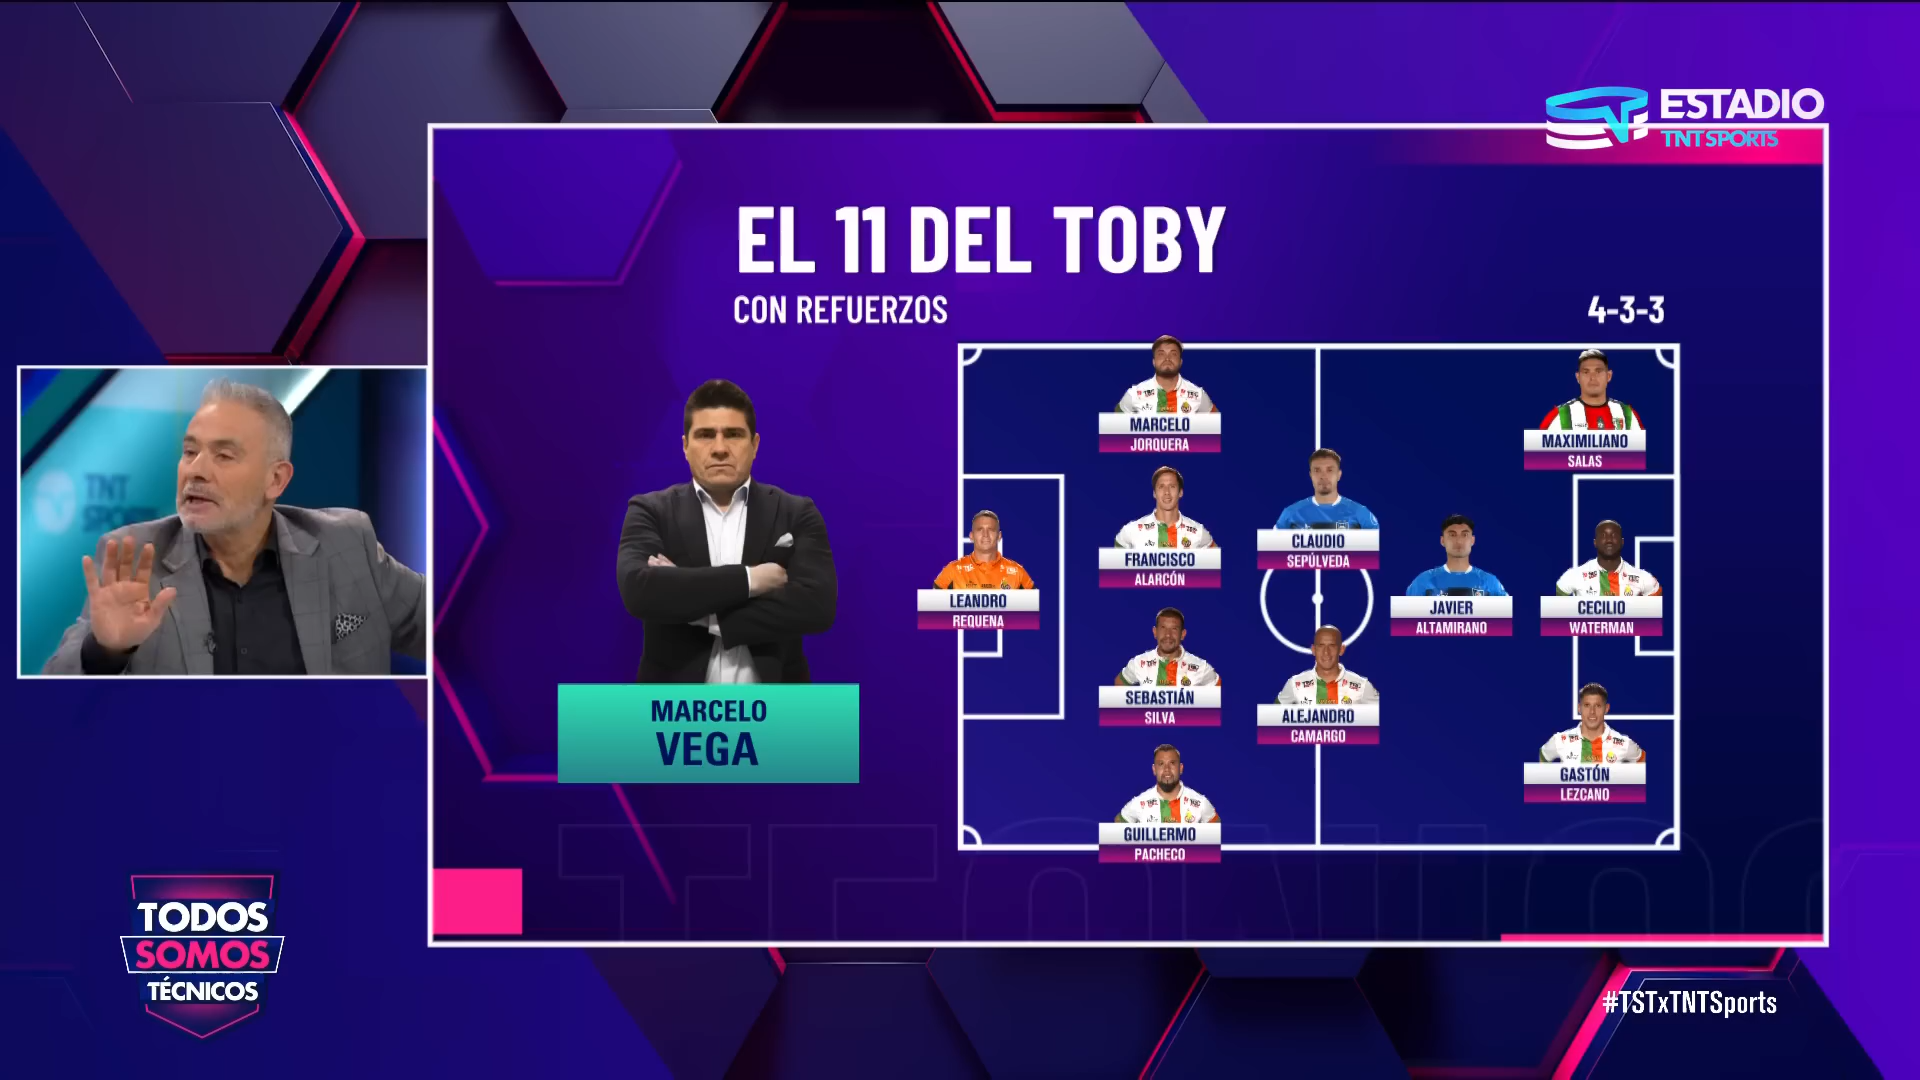 ESTADIO
TNT SPORTS
EL 11 DEL TOBY
CON REFUERZOS
4-3-3
MARCELO
JORQUERA
MAXIMILIANO
SALAS
FRANCISCO
ALARCÓN
CLAUDIO
SEPÚLVEDA
LEANDRO
REQUENA
JAVIER
ALTAMIRANO
CECILIO
WATERMAN
SEBASTIÁN
SILVA
ALEJANDRO
CAMARGO
GASTÓN
LEZCANO
GUILLERMO
PACHECO
MARCELO
VEGA
TNT
SPORTS
TODOS
SOMOS
TÉCNICOS
#TSTxTNTSports